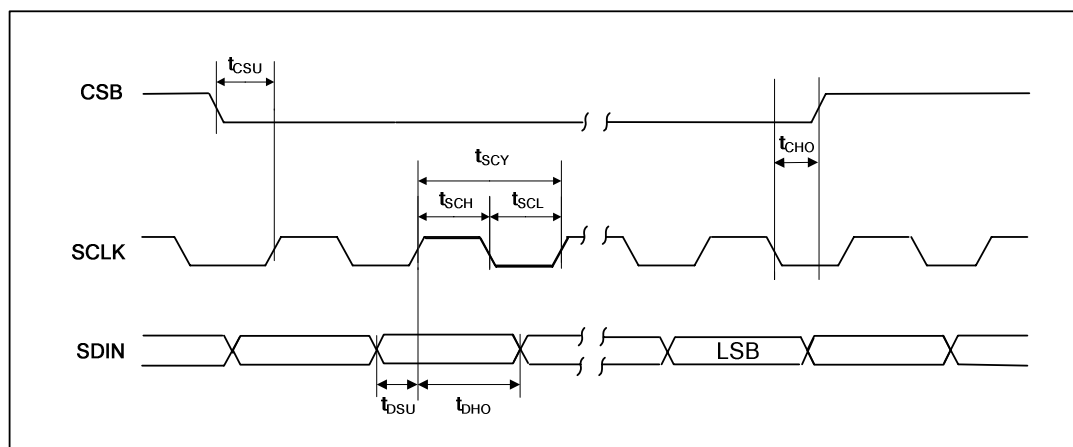 tCSU
CSB
tCHO
tSCY
tSCH tSCL
SCLK
SDIN LSB
tDSU tDHO